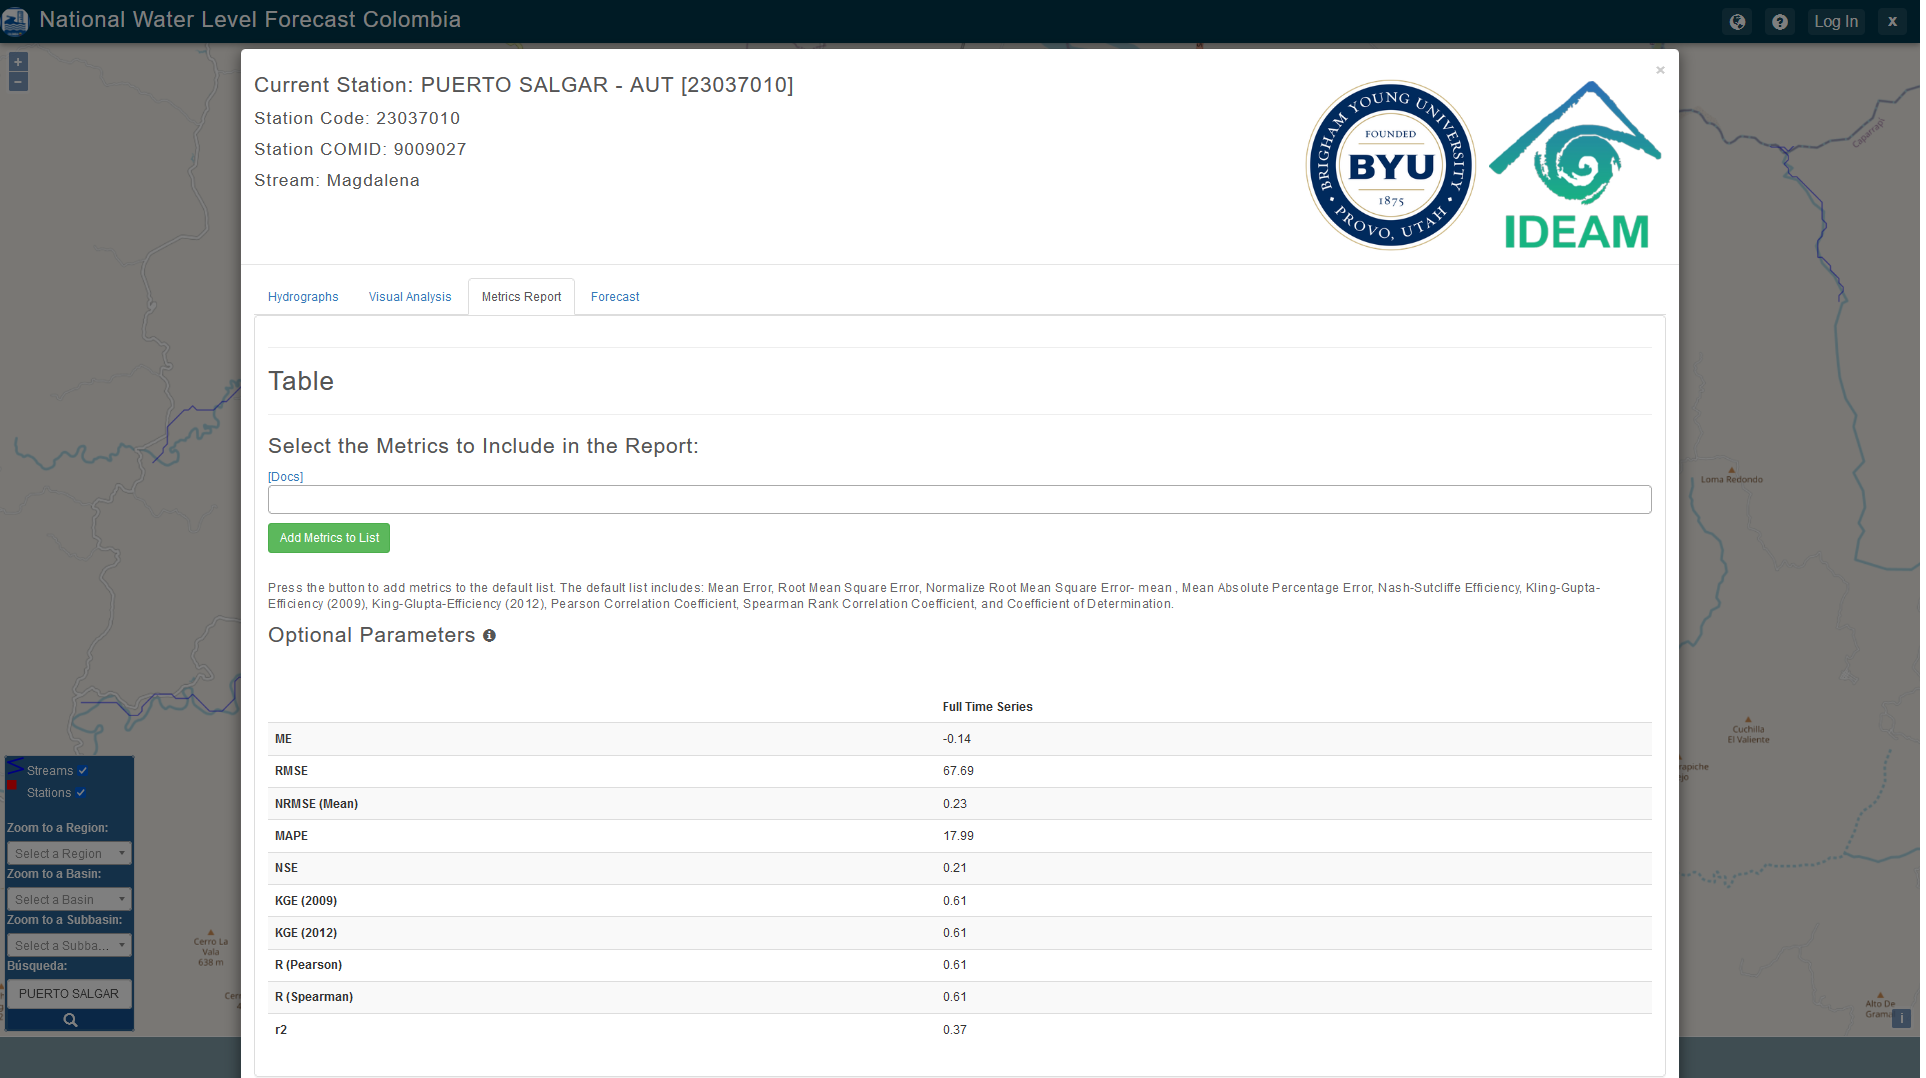 National Water Level Forecast Colombia
Log In
x
+
−
Current Station: PUERTO SALGAR - AUT [23037010]
Station Code: 23037010
Station COMID: 9009027
Stream: Magdalena
×
BRIGHAM YOUNG UNIVERSITY
FOUNDED
BYU
1875
PROVO, UTAH
IDEAM
Caparrapí
Hydrographs
Visual Analysis
Metrics Report
Forecast
Table
Select the Metrics to Include in the Report:
[Docs]
Add Metrics to List
Press the button to add metrics to the default list. The default list includes: Mean Error, Root Mean Square Error, Normalize Root Mean Square Error- mean , Mean Absolute Percentage Error, Nash-Sutcliffe Efficiency, Kling-Gupta-
Efficiency (2009), King-Glupta-Efficiency (2012), Pearson Correlation Coefficient, Spearman Rank Correlation Coefficient, and Coefficient of Determination.
Optional Parameters
Full Time Series
ME -0.14
RMSE 67.69
NRMSE (Mean) 0.23
MAPE 17.99
NSE 0.21
KGE (2009) 0.61
KGE (2012) 0.61
R (Pearson) 0.61
R (Spearman) 0.61
r2 0.37
Streams
Stations
Zoom to a Region:
Select a Region
Zoom to a Basin:
Select a Basin
Zoom to a Subbasin:
Select a Subba...
Búsqueda:
PUERTO SALGAR
Cerro La
Vala
638 m
Loma Redondo
Cuchilla
El Valiente
Alto De
i